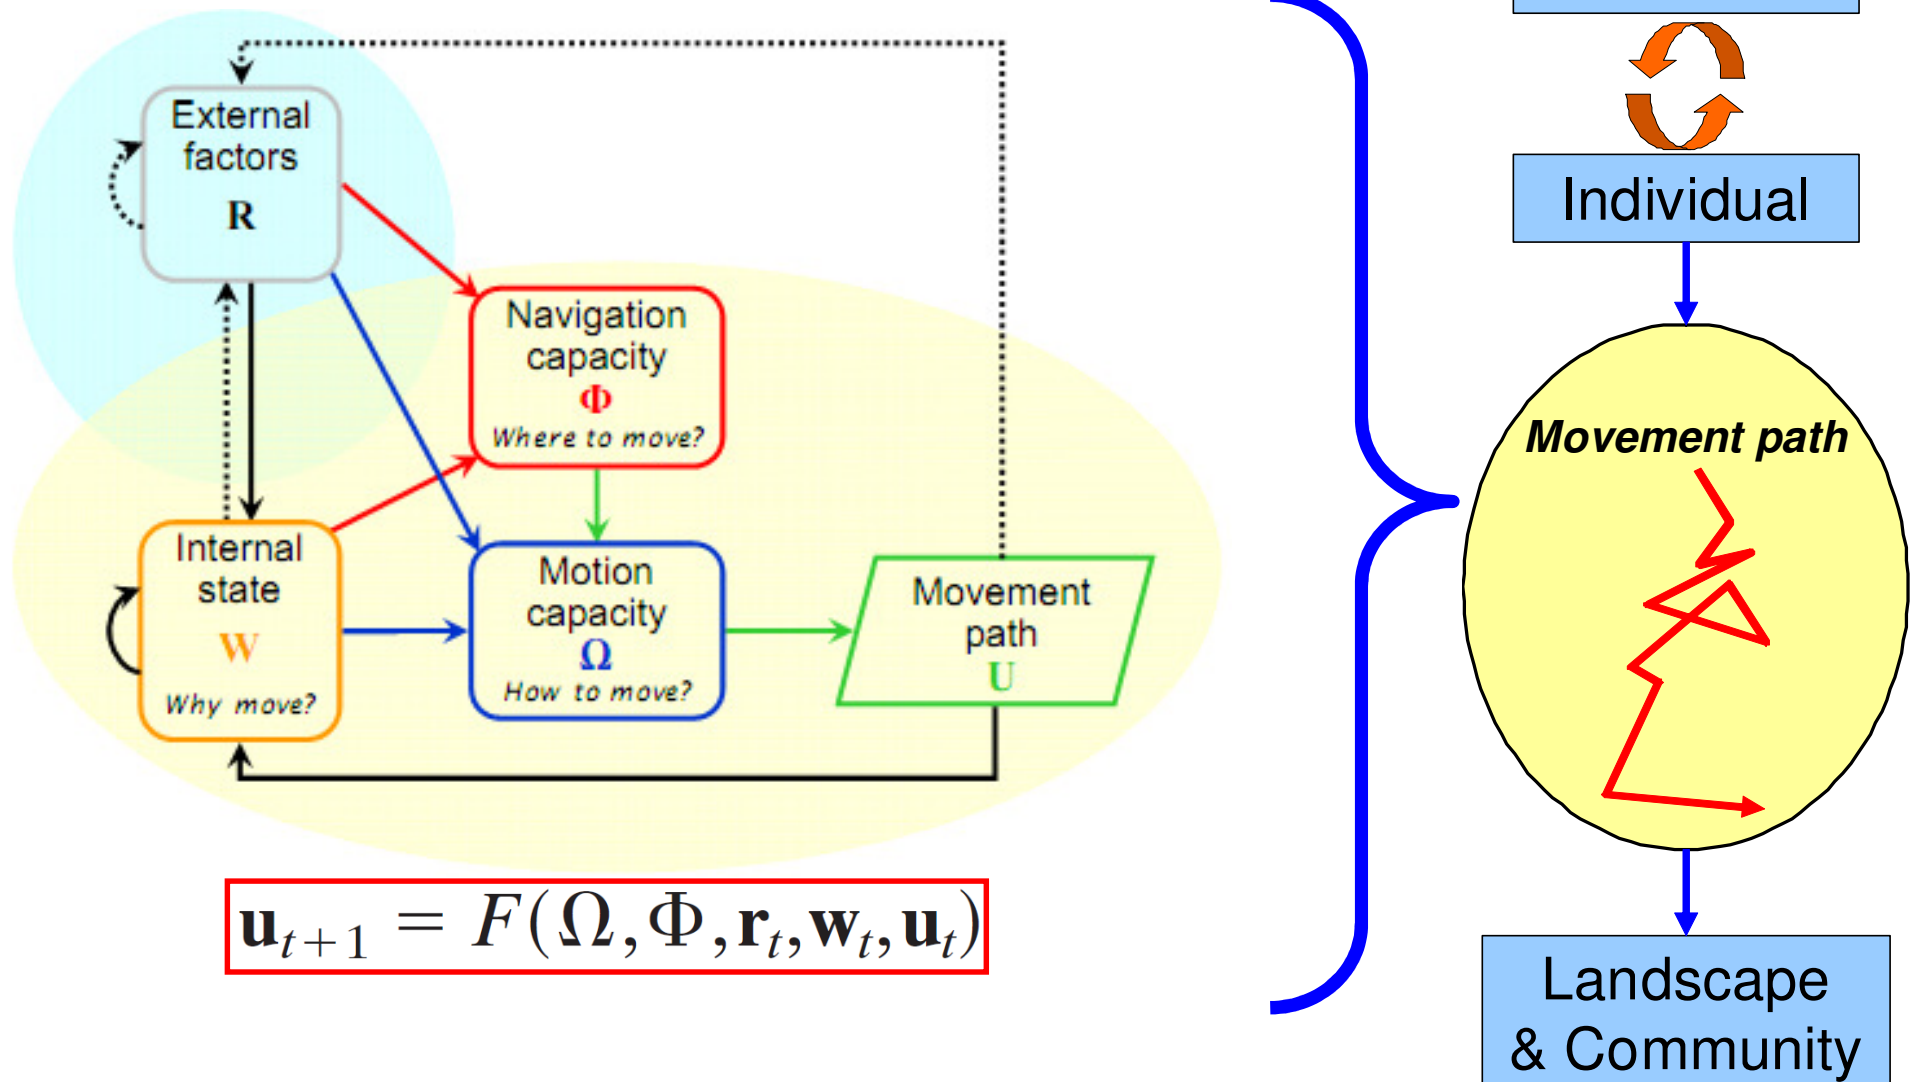 External
factors
R
Navigation
capacity
Φ
Where to move?
Internal
state
W
Why move?
Motion
capacity
Ω
How to move?
Movement
path
U
u_{t+1} = F(Ω, Φ, r_t, w_t, u_t)
Individual
Movement path
Landscape
& Community